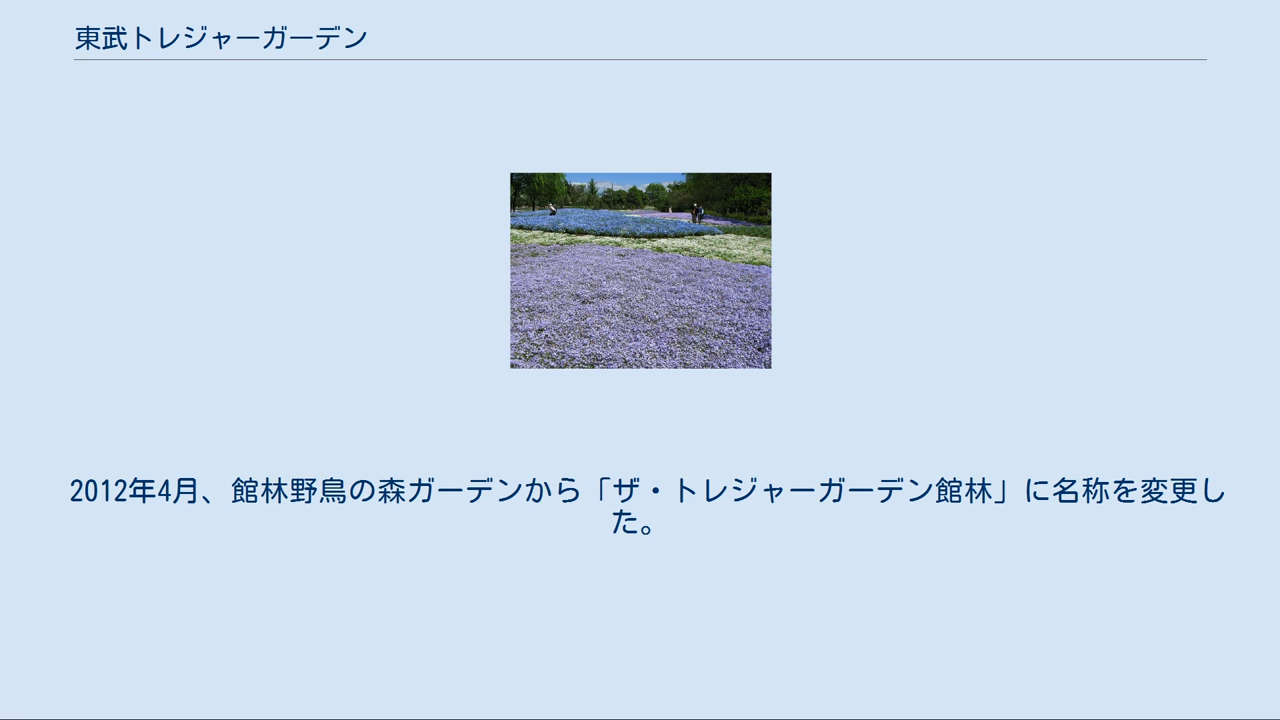 東武トレジャーガーデン
2012年4月、館林野鳥の森ガーデンから「ザ・トレジャーガーデン館林」に名称を変更し
た。